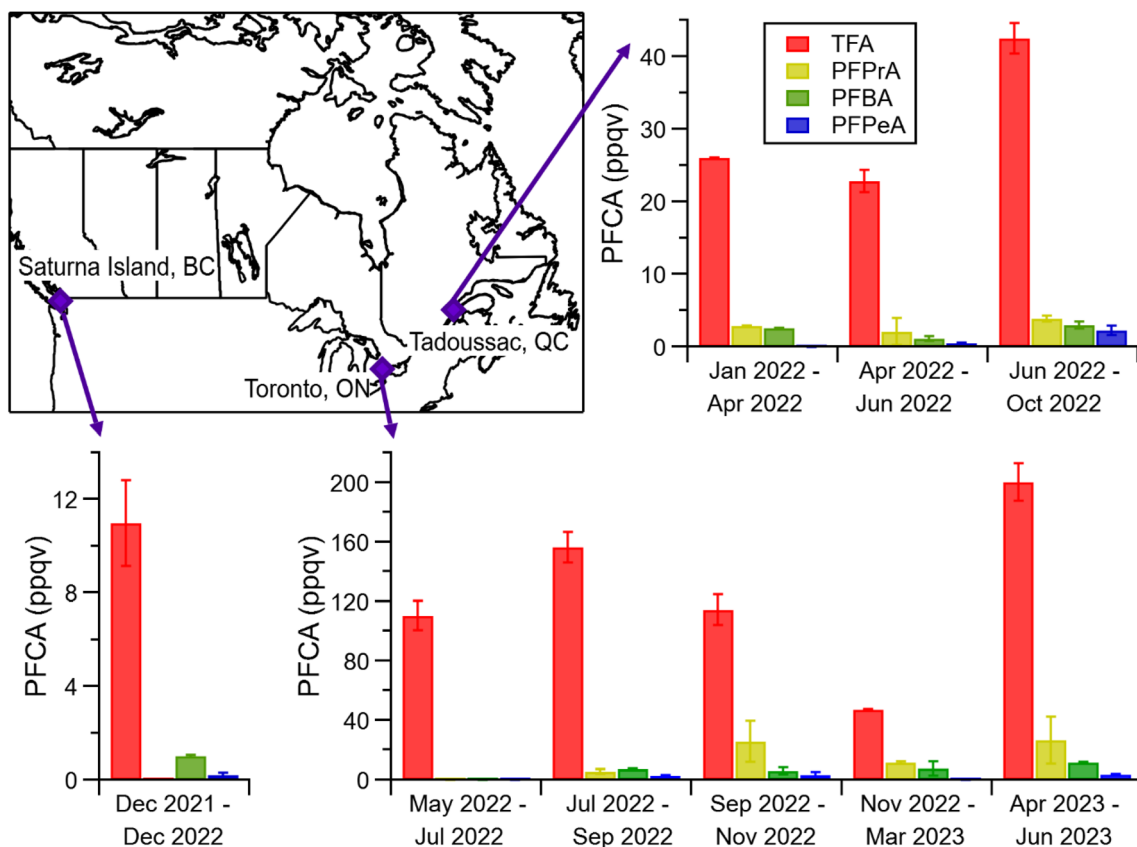 Saturna Island, BC
Toronto, ON
Tadoussac, QC
PFCA (ppqv)
40
30
20
10
0
TFA
PFPrA
PFBA
PFPeA
Jan 2022 -
Apr 2022
Apr 2022 -
Jun 2022
Jun 2022 -
Oct 2022
PFCA (ppqv)
12
8
4
0
Dec 2021 -
Dec 2022
PFCA (ppqv)
200
160
120
80
40
0
May 2022 -
Jul 2022
Jul 2022 -
Sep 2022
Sep 2022 -
Nov 2022
Nov 2022 -
Mar 2023
Apr 2023 -
Jun 2023